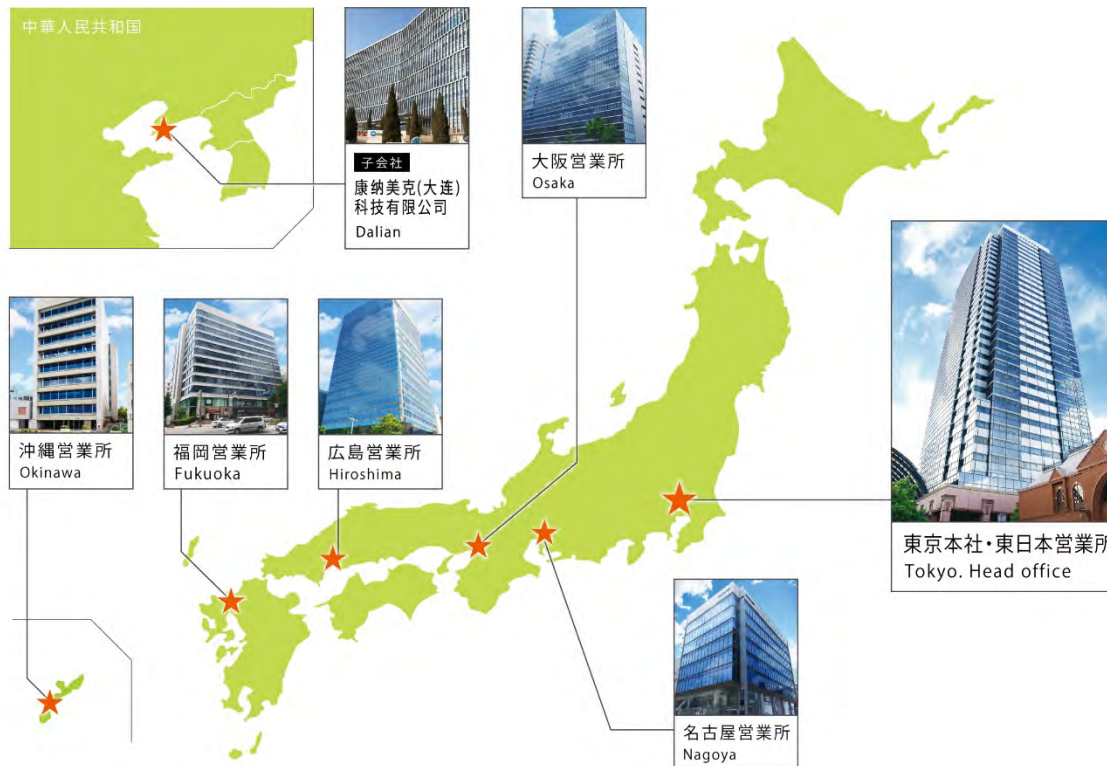 中華人民共和国
子会社
康纳美克(大连)
科技有限公司
Dalian
大阪営業所
Osaka
沖縄営業所
Okinawa
福岡営業所
Fukuoka
広島営業所
Hiroshima
東京本社・東日本営業所
Tokyo. Head office
名古屋営業所
Nagoya